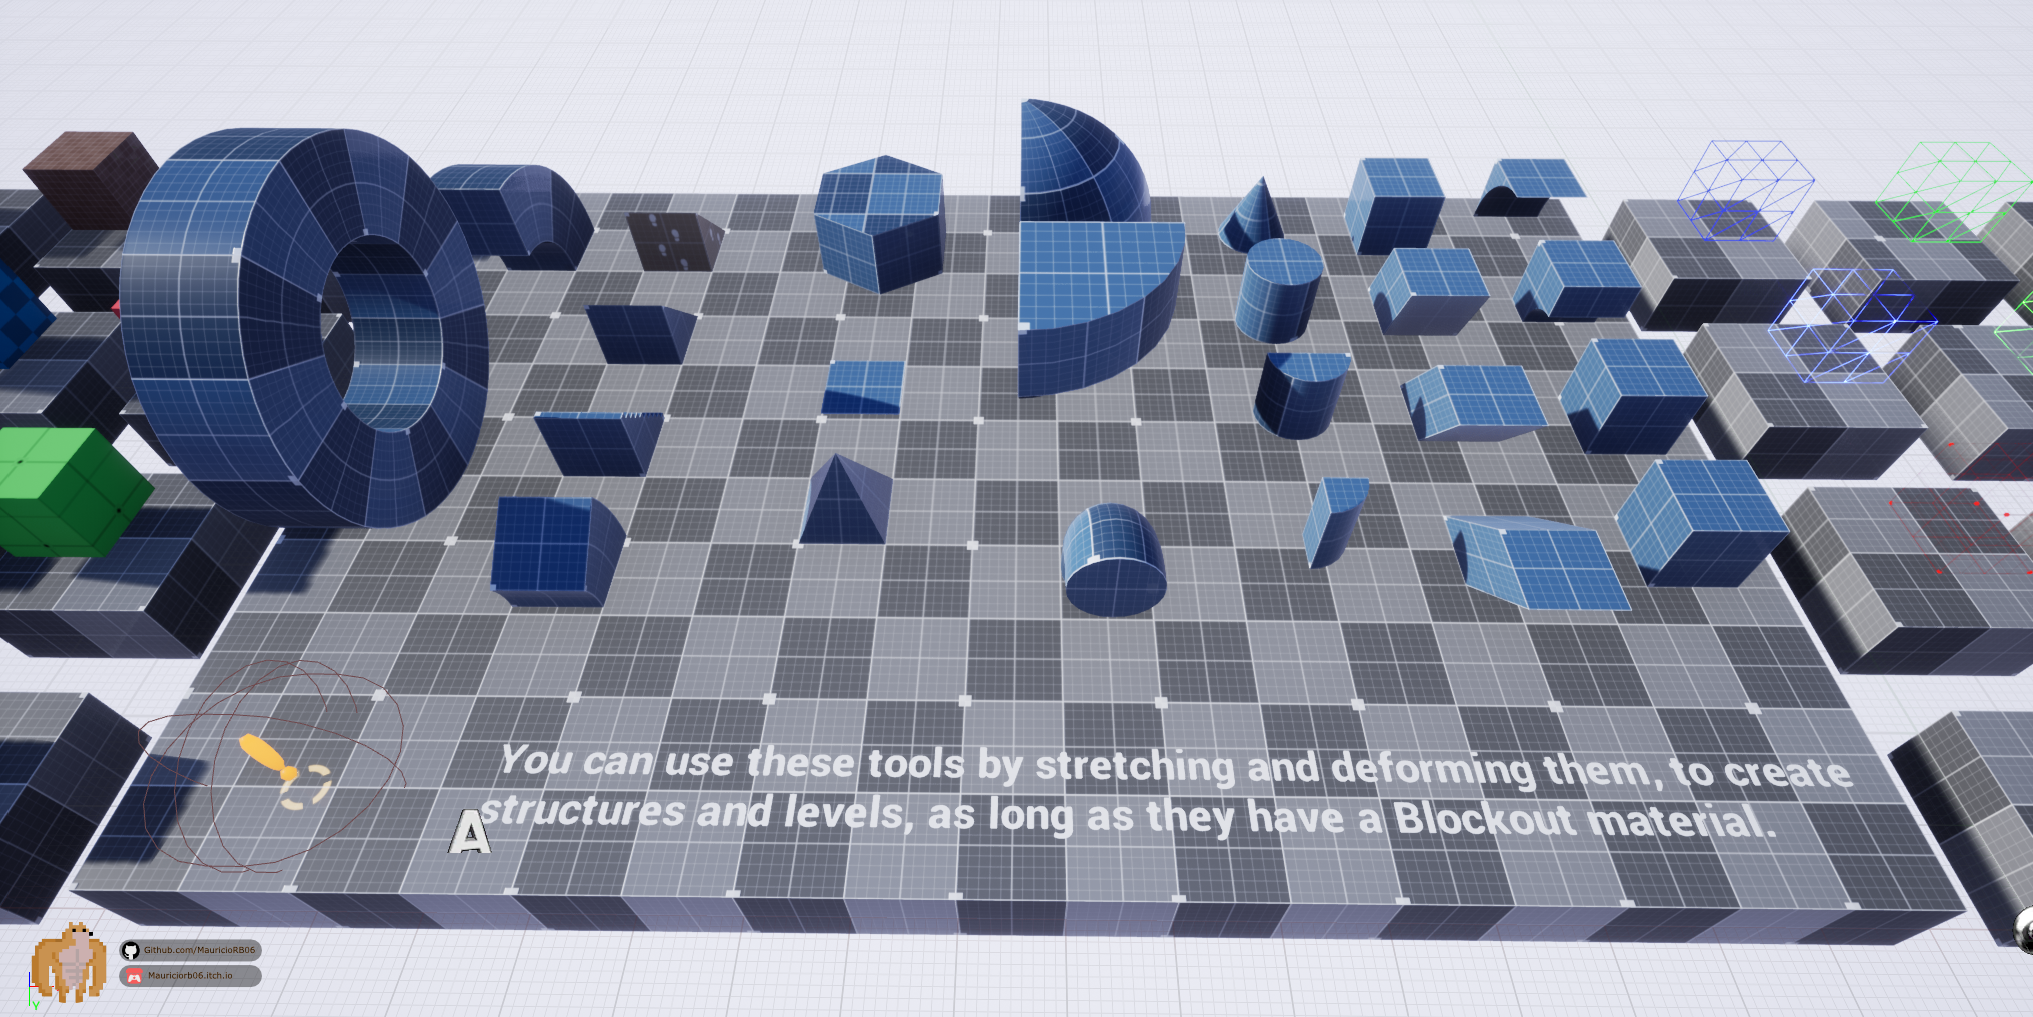 You can use these tools by stretching and deforming them, to create
structures and levels, as long as they have a Blockout material.
A
Github.com/MauricioRB06
Mauriciorb06.itch.io
Y